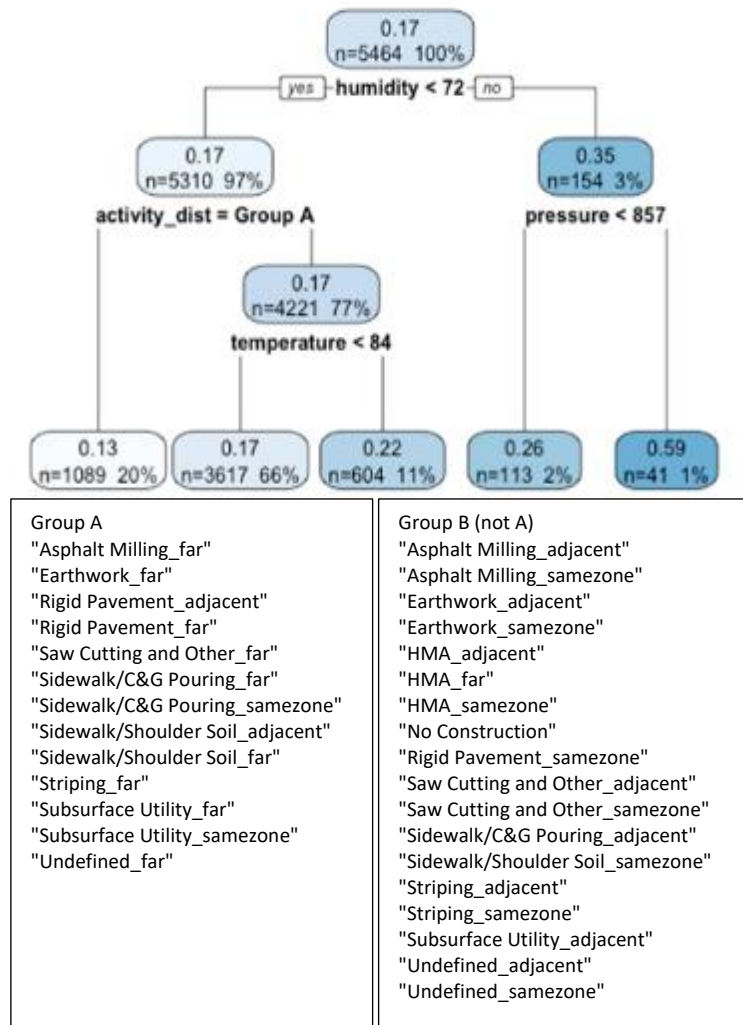 0.17
n=5464 100%
yes humidity < 72 no
0.17
n=5310 97%
activity_dist = Group A
0.35
n=154 3%
pressure < 857
0.17
n=4221 77%
temperature < 84
0.13
n=1089 20%
0.17
n=3617 66%
0.22
n=604 11%
0.26
n=113 2%
0.59
n=41 1%
Group A
"Asphalt Milling_far"
"Earthwork_far"
"Rigid Pavement_adjacent"
"Rigid Pavement_far"
"Saw Cutting and Other_far"
"Sidewalk/C&G Pouring_far"
"Sidewalk/C&G Pouring_samezone"
"Sidewalk/Shoulder Soil_adjacent"
"Sidewalk/Shoulder Soil_far"
"Striping_far"
"Subsurface Utility_far"
"Subsurface Utility_samezone"
"Undefined_far"
Group B (not A)
"Asphalt Milling_adjacent"
"Asphalt Milling_samezone"
"Earthwork_adjacent"
"Earthwork_samezone"
"HMA_adjacent"
"HMA_far"
"HMA_samezone"
"No Construction"
"Rigid Pavement_samezone"
"Saw Cutting and Other_adjacent"
"Saw Cutting and Other_samezone"
"Sidewalk/C&G Pouring_adjacent"
"Sidewalk/Shoulder Soil_samezone"
"Striping_adjacent"
"Striping_samezone"
"Subsurface Utility_adjacent"
"Undefined_adjacent"
"Undefined_samezone"